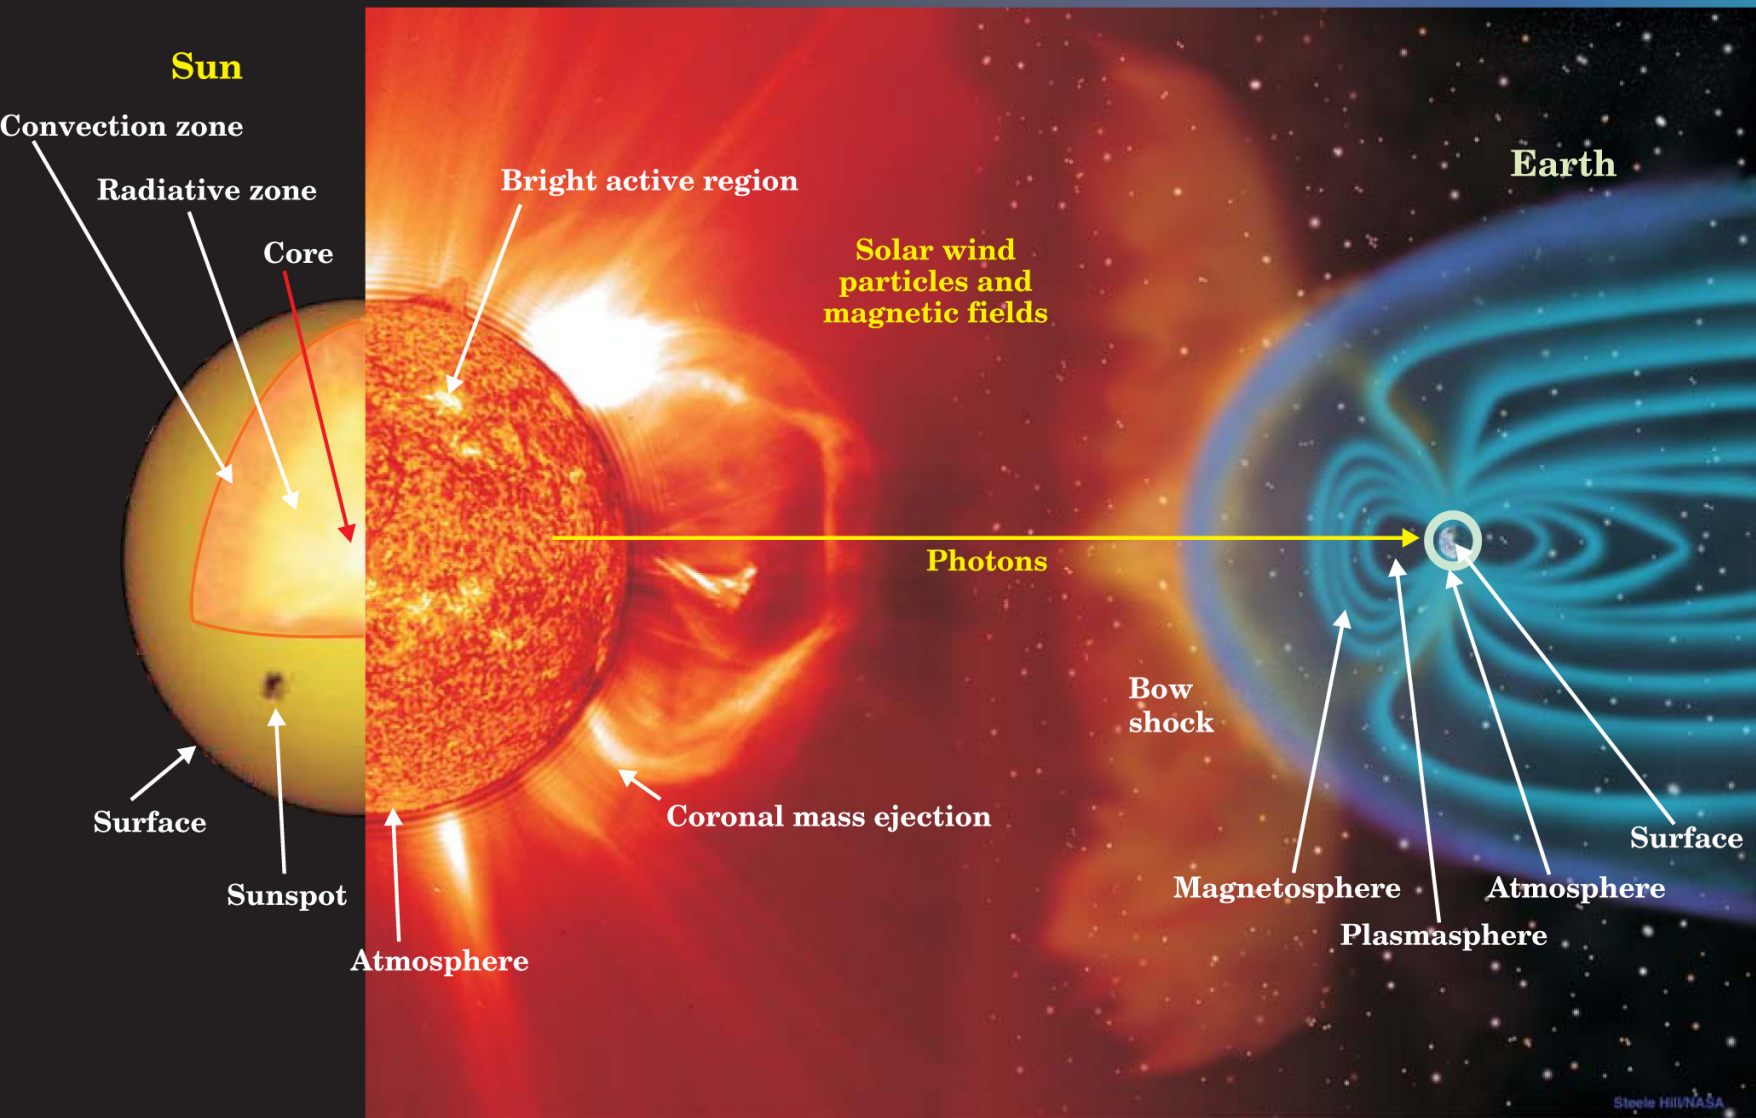 Sun
Convection zone
Radiative zone
Core
Bright active region
Solar wind
particles and
magnetic fields
Earth
Photons
Bow
shock
Surface
Sunspot
Atmosphere
Coronal mass ejection
Magnetosphere
Plasmasphere
Atmosphere
Surface
Steele Hill/NASA